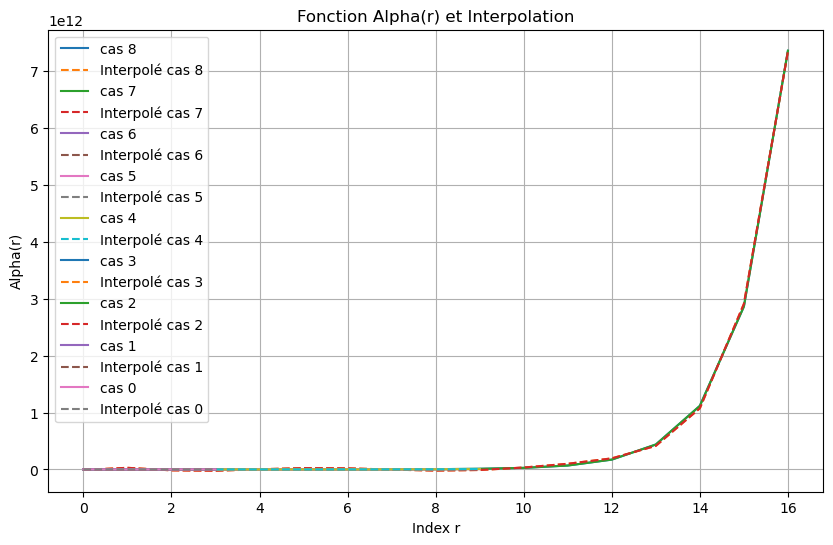 Fonction Alpha(r) et Interpolation
1e12
cas 8
Interpolé cas 8
cas 7
Interpolé cas 7
cas 6
Interpolé cas 6
cas 5
Interpolé cas 5
cas 4
Interpolé cas 4
cas 3
Interpolé cas 3
cas 2
Interpolé cas 2
cas 1
Interpolé cas 1
cas 0
Interpolé cas 0
7
6
5
4
3
2
1
0
Alpha(r)
0 2 4 6 8 10 12 14 16
Index r